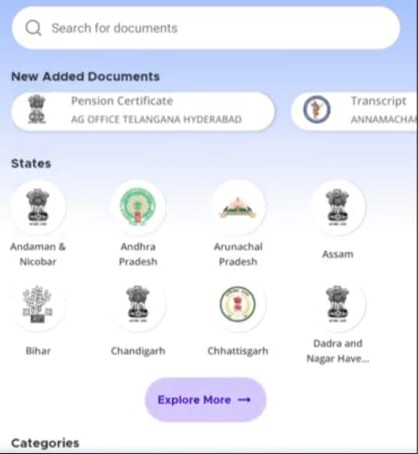 Search for documents
New Added Documents
Pension Certificate
AG OFFICE TELANGANA HYDERABAD
Transcript
States
Andaman &
Nicobar
Andhra
Pradesh
Arunachal
Pradesh
Assam
Bihar
Chandigarh
Chhattisgarh
Dadra and
Nagar Have...
Explore More →
Categories